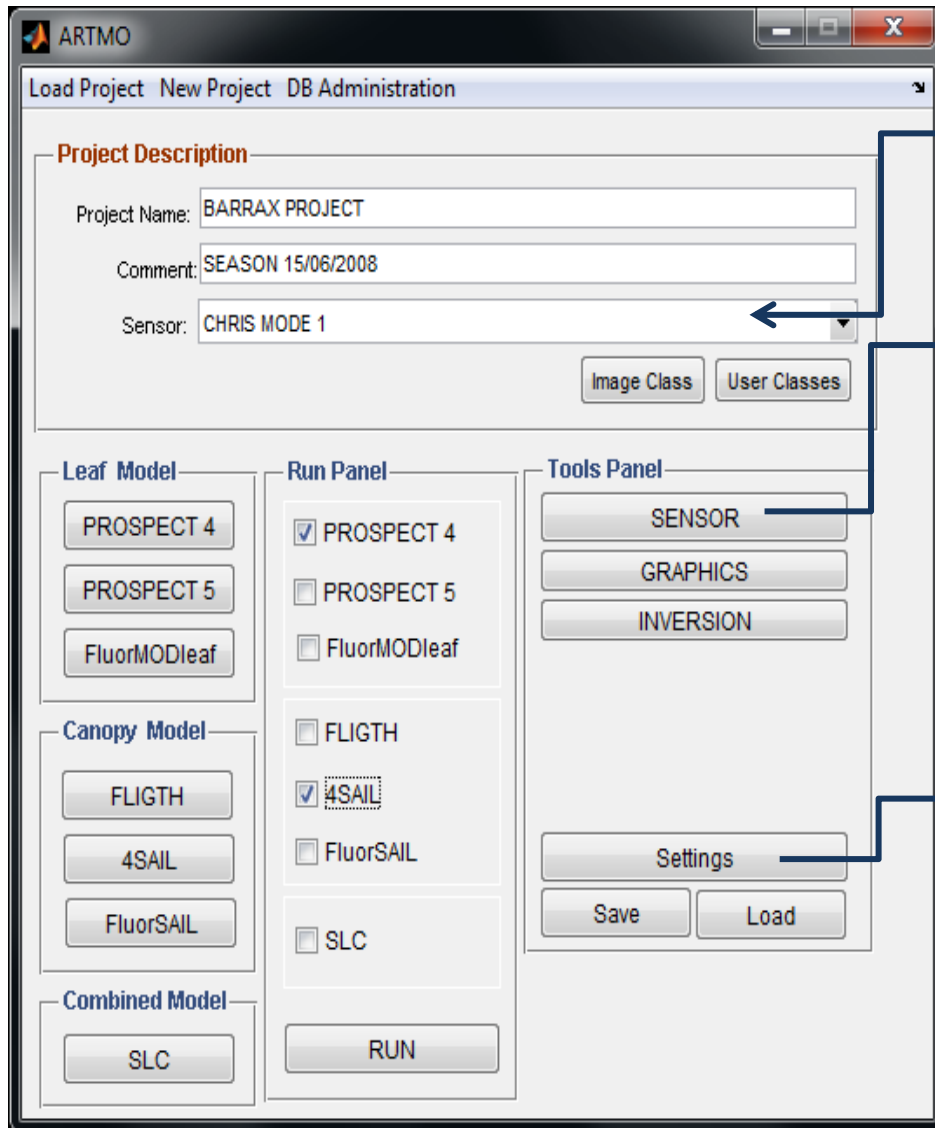 ARTMO
Load Project New Project DB Administration
Project Description
Project Name: BARRAX PROJECT
Comment: SEASON 15/06/2008
Sensor: CHRIS MODE 1
Image Class User Classes
Leaf Model
PROSPECT 4
PROSPECT 5
FluorMODleaf
Canopy Model
FLIGTH
4SAIL
FluorSAIL
Combined Model
SLC
Run Panel
PROSPECT 4
PROSPECT 5
FluorMODleaf
FLIGTH
4SAIL
FluorSAIL
SLC
RUN
Tools Panel
SENSOR
GRAPHICS
INVERSION
Settings
Save Load